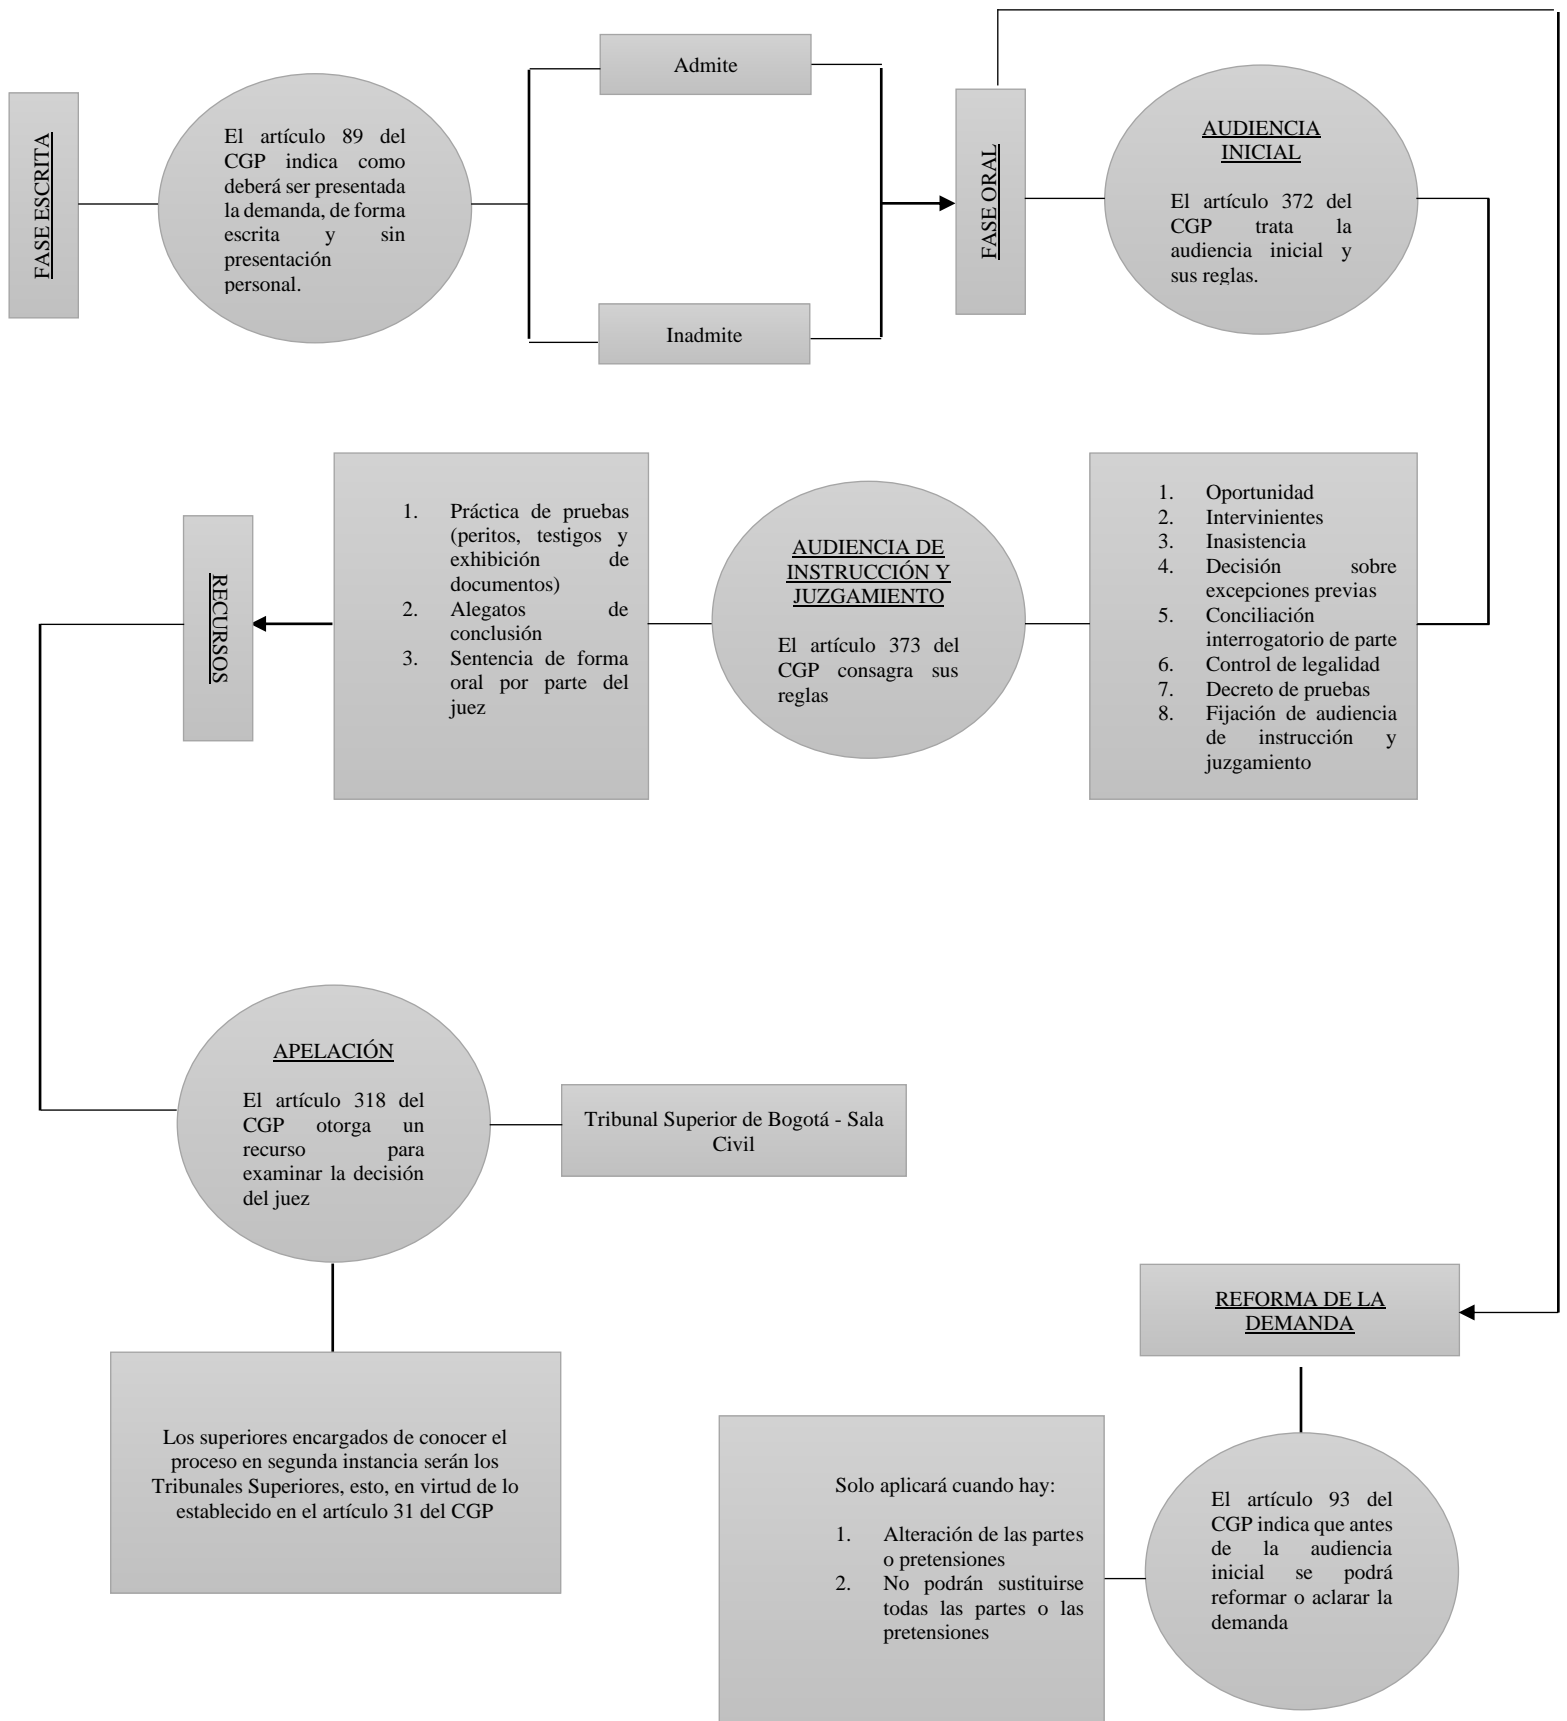 FASE ESCRITA
El artículo 89 del
CGP indica como
deberá ser presentada
la demanda, de forma
escrita y sin
presentación
personal.
Admite
Inadmite
FASE ORAL
AUDIENCIA
INICIAL
El artículo 372 del
CGP trata la
audiencia inicial y
sus reglas.
1. Oportunidad
2. Intervinientes
3. Inasistencia
4. Decisión sobre
excepciones previas
5. Conciliación
interrogatorio de parte
6. Control de legalidad
7. Decreto de pruebas
8. Fijación de audiencia
de instrucción y
juzgamiento
AUDIENCIA DE
INSTRUCCIÓN Y
JUZGAMIENTO
El artículo 373 del
CGP consagra sus
reglas
1. Práctica de pruebas
(peritos, testigos y
exhibición de
documentos)
2. Alegatos de
conclusión
3. Sentencia de forma
oral por parte del
juez
RECURSOS
APELACIÓN
El artículo 318 del
CGP otorga un
recurso para
examinar la decisión
del juez
Tribunal Superior de Bogotá - Sala
Civil
Los superiores encargados de conocer el
proceso en segunda instancia serán los
Tribunales Superiores, esto, en virtud de lo
establecido en el artículo 31 del CGP
REFORMA DE LA
DEMANDA
El artículo 93 del
CGP indica que antes
de la audiencia
inicial se podrá
reformar o aclarar la
demanda
Solo aplicará cuando hay:
1. Alteración de las partes
o pretensiones
2. No podrán sustituirse
todas las partes o las
pretensiones